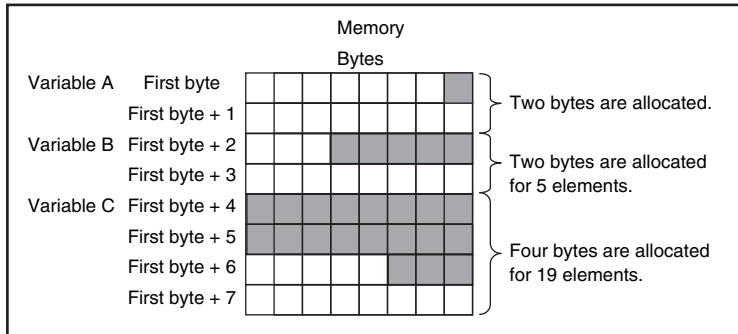 Memory
Bytes
Variable A First byte
First byte + 1
Two bytes are allocated.
Variable B First byte + 2
First byte + 3
Two bytes are allocated
for 5 elements.
Variable C First byte + 4
First byte + 5
First byte + 6
First byte + 7
Four bytes are allocated
for 19 elements.